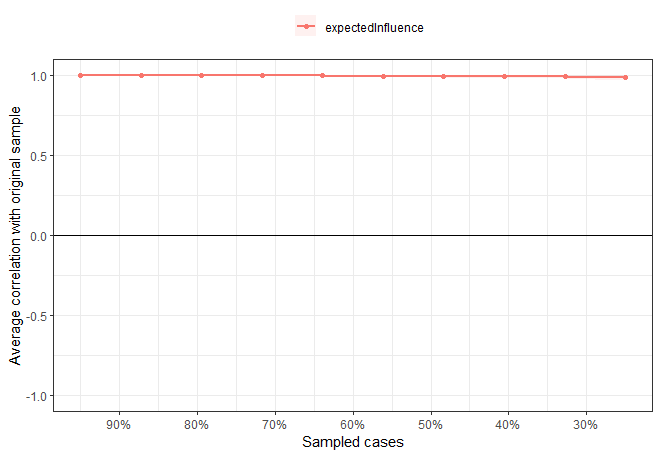 expectedInfluence
Average correlation with original sample
1.0
0.5
0.0
-0.5
-1.0
90% 80% 70% 60% 50% 40% 30%
Sampled cases